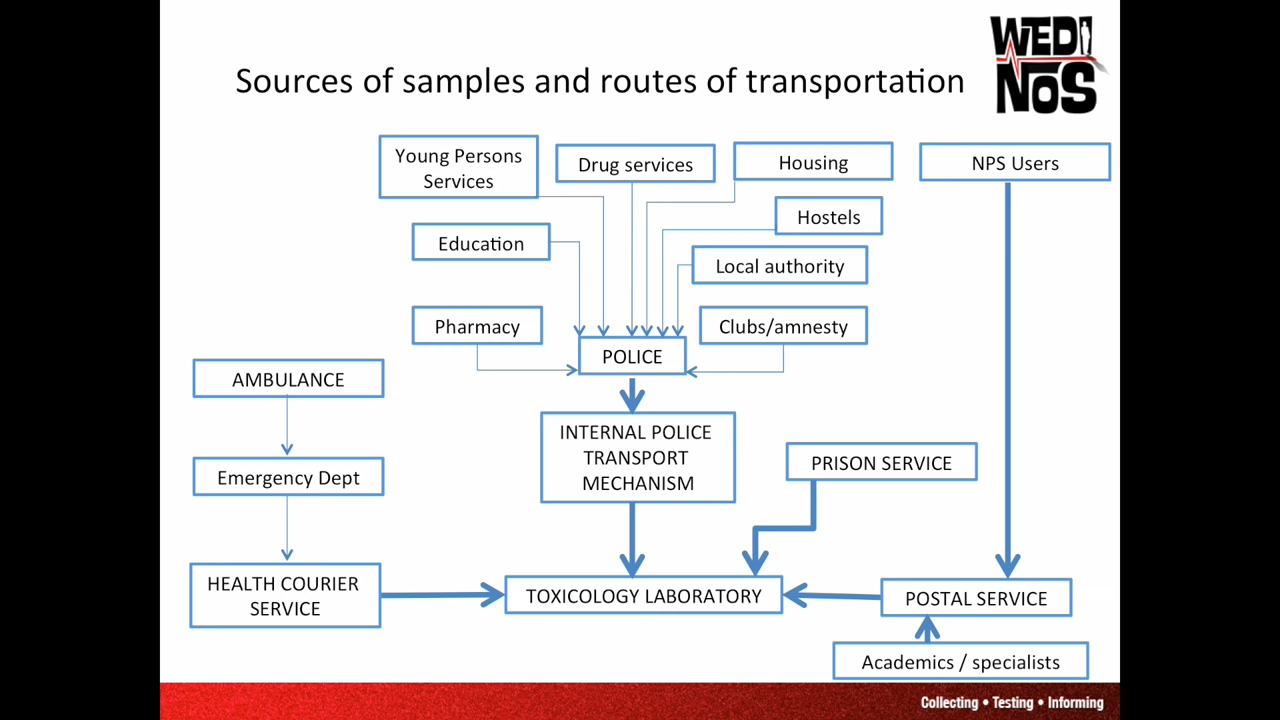 WEDI
NOS
Sources of samples and routes of transportation
Young Persons
Services
Drug services
Housing
NPS Users
Hostels
Education
Local authority
Pharmacy
Clubs/amnesty
POLICE
AMBULANCE
INTERNAL POLICE
TRANSPORT
MECHANISM
PRISON SERVICE
Emergency Dept
HEALTH COURIER
SERVICE
TOXICOLOGY LABORATORY
POSTAL SERVICE
Academics / specialists
Collecting • Testing • Informing